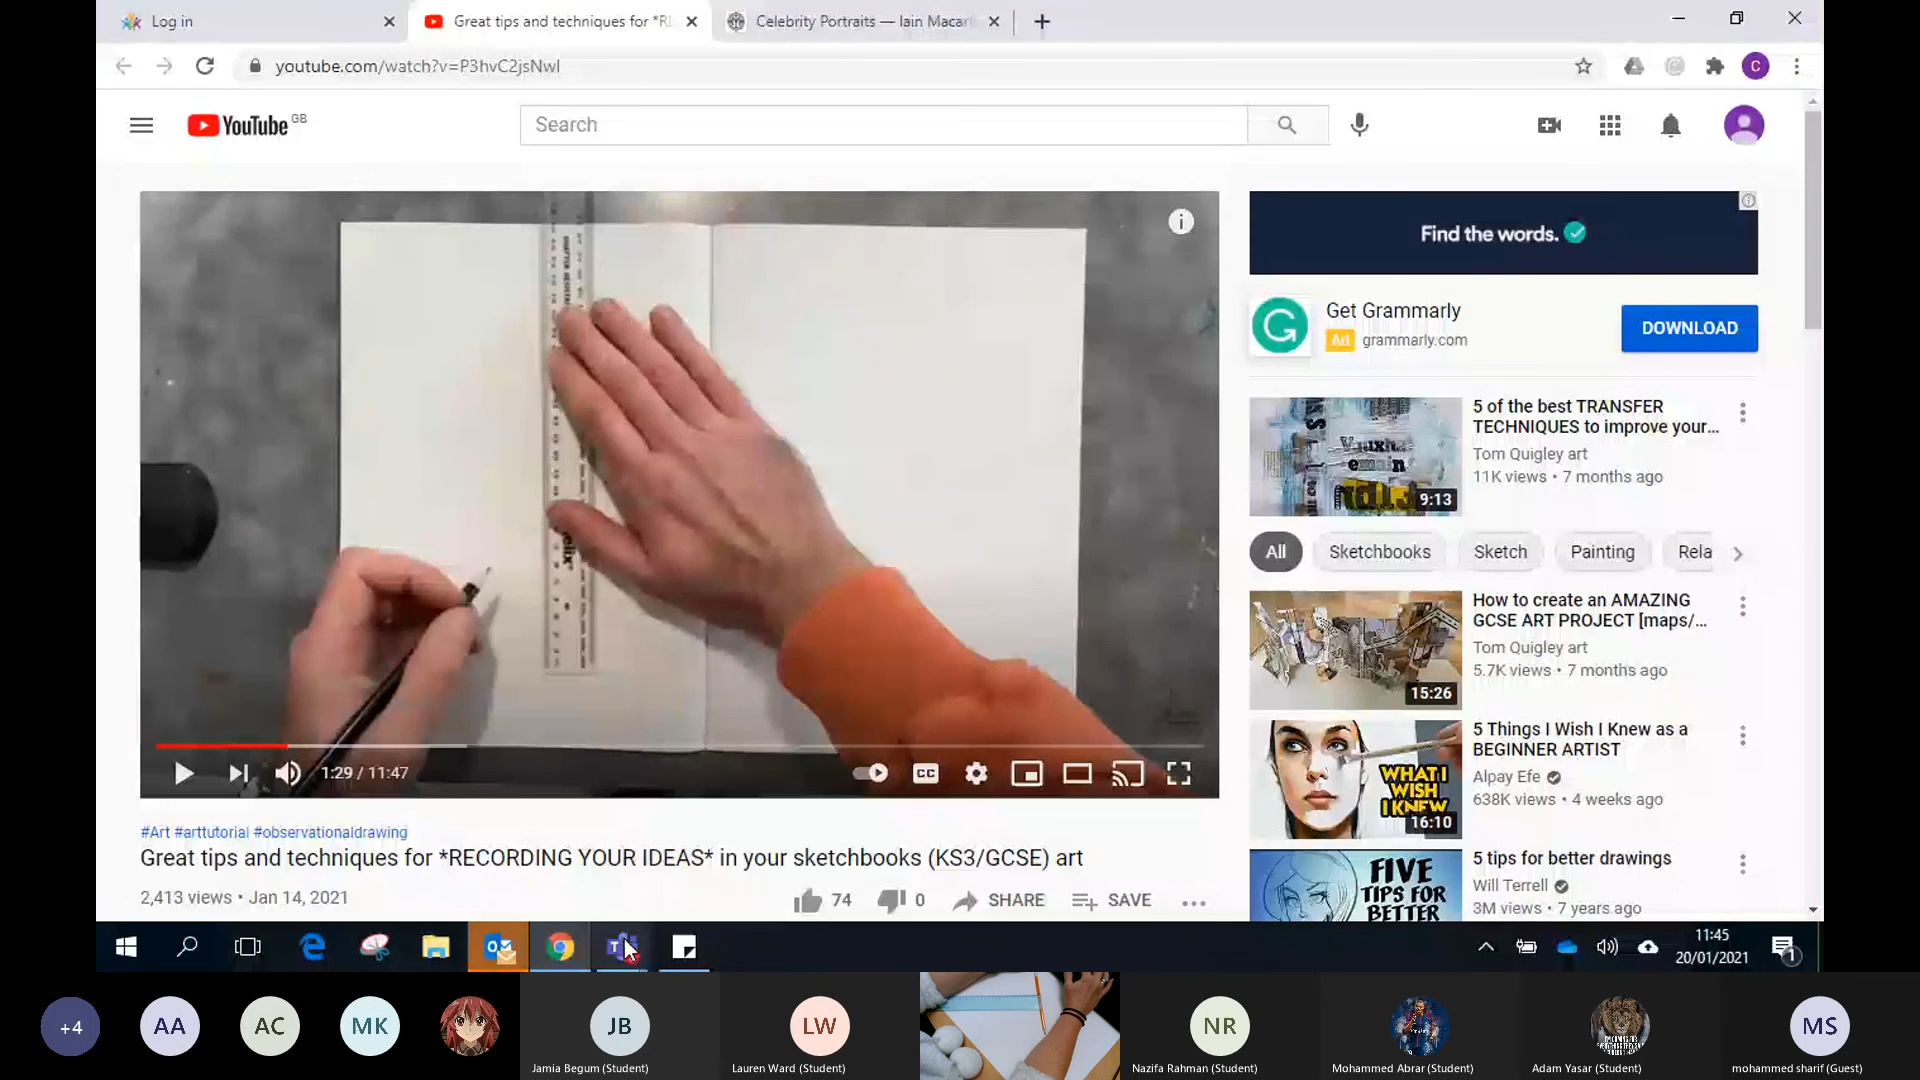 Log in
Great tips and techniques for *R
Celebrity Portraits — Iain Macar
youtube.com/watch?v=P3hvC2jsNwI
C
YouTube GB
Search
Find the words.
Get Grammarly
Ad grammarly.com
DOWNLOAD
5 of the best TRANSFER
TECHNIQUES to improve your...
Tom Quigley art
11K views • 7 months ago
9:13
All
Sketchbooks
Sketch
Painting
Rela
How to create an AMAZING
GCSE ART PROJECT [maps/...
Tom Quigley art
5.7K views • 7 months ago
15:26
5 Things I Wish I Knew as a
BEGINNER ARTIST
Alpay Efe
638K views • 4 weeks ago
WHAT I
WISH
I KNEW
16:10
5 tips for better drawings
Will Terrell
3M views • 7 years ago
FIVE
TIPS FOR
BETTER
1:29 / 11:47
CC
#Art #arttutorial #observationaldrawing
Great tips and techniques for *RECORDING YOUR IDEAS* in your sketchbooks (KS3/GCSE) art
2,413 views • Jan 14, 2021
74
0
SHARE
SAVE
11:45
20/01/2021
1
+4
AA
AC
MK
JB
Jamia Begum (Student)
LW
Lauren Ward (Student)
NR
Nazifa Rahman (Student)
Mohammed Abrar (Student)
Adam Yasar (Student)
MS
mohammed sharif (Guest)